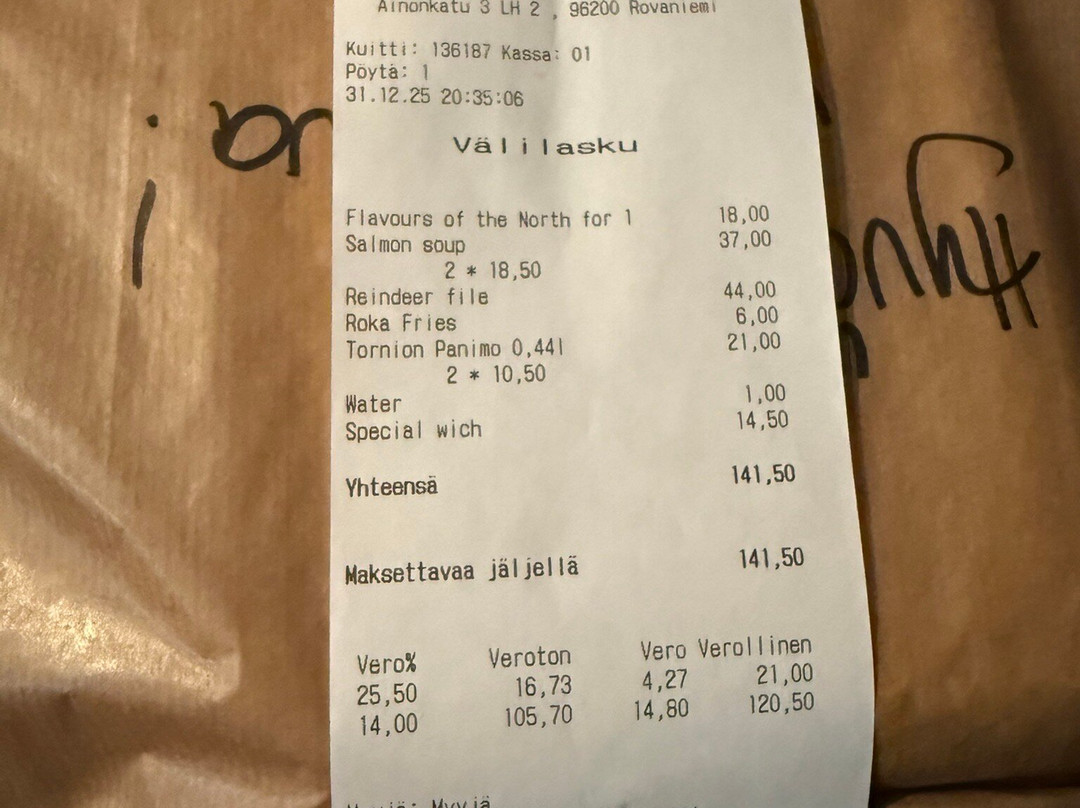 Ainonkatu 3 LH 2 , 96200 Rovaniemi
Kuitti: 136187 Kassa: 01
Pöytä: 1
31.12.25 20:35:06
Välilasku
Flavours of the North for 1 18,00
Salmon soup 37,00
2 * 18,50
Reindeer file 44,00
Roka Fries 6,00
Tornion Panimo 0,44l 21,00
2 * 10,50
Water 1,00
Special wich 14,50
Yhteensä 141,50
Maksettavaa jäljellä 141,50
Vero% Veroton Vero Verollinen
25,50 16,73 4,27 21,00
14,00 105,70 14,80 120,50